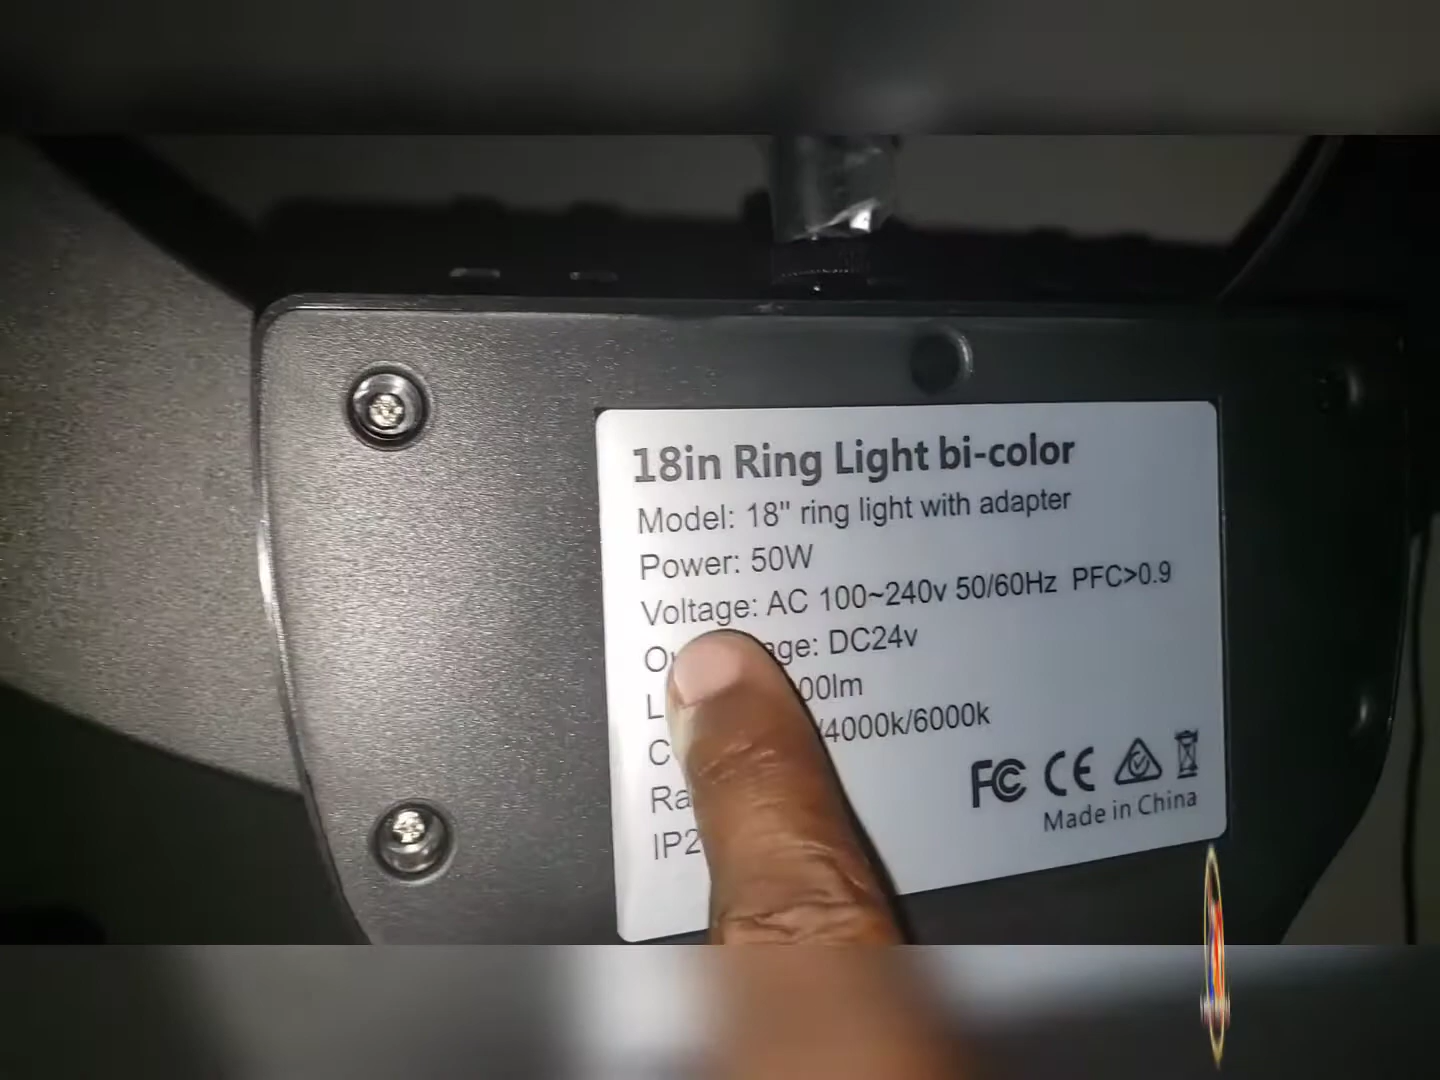 18in Ring Light bi-color
Model: 18" ring light with adapter
Power: 50W
Voltage: AC 100~240v 50/60Hz PFC>0.9
DC24v
00lm
/4000k/6000k
IP2
FC CE
Made in China